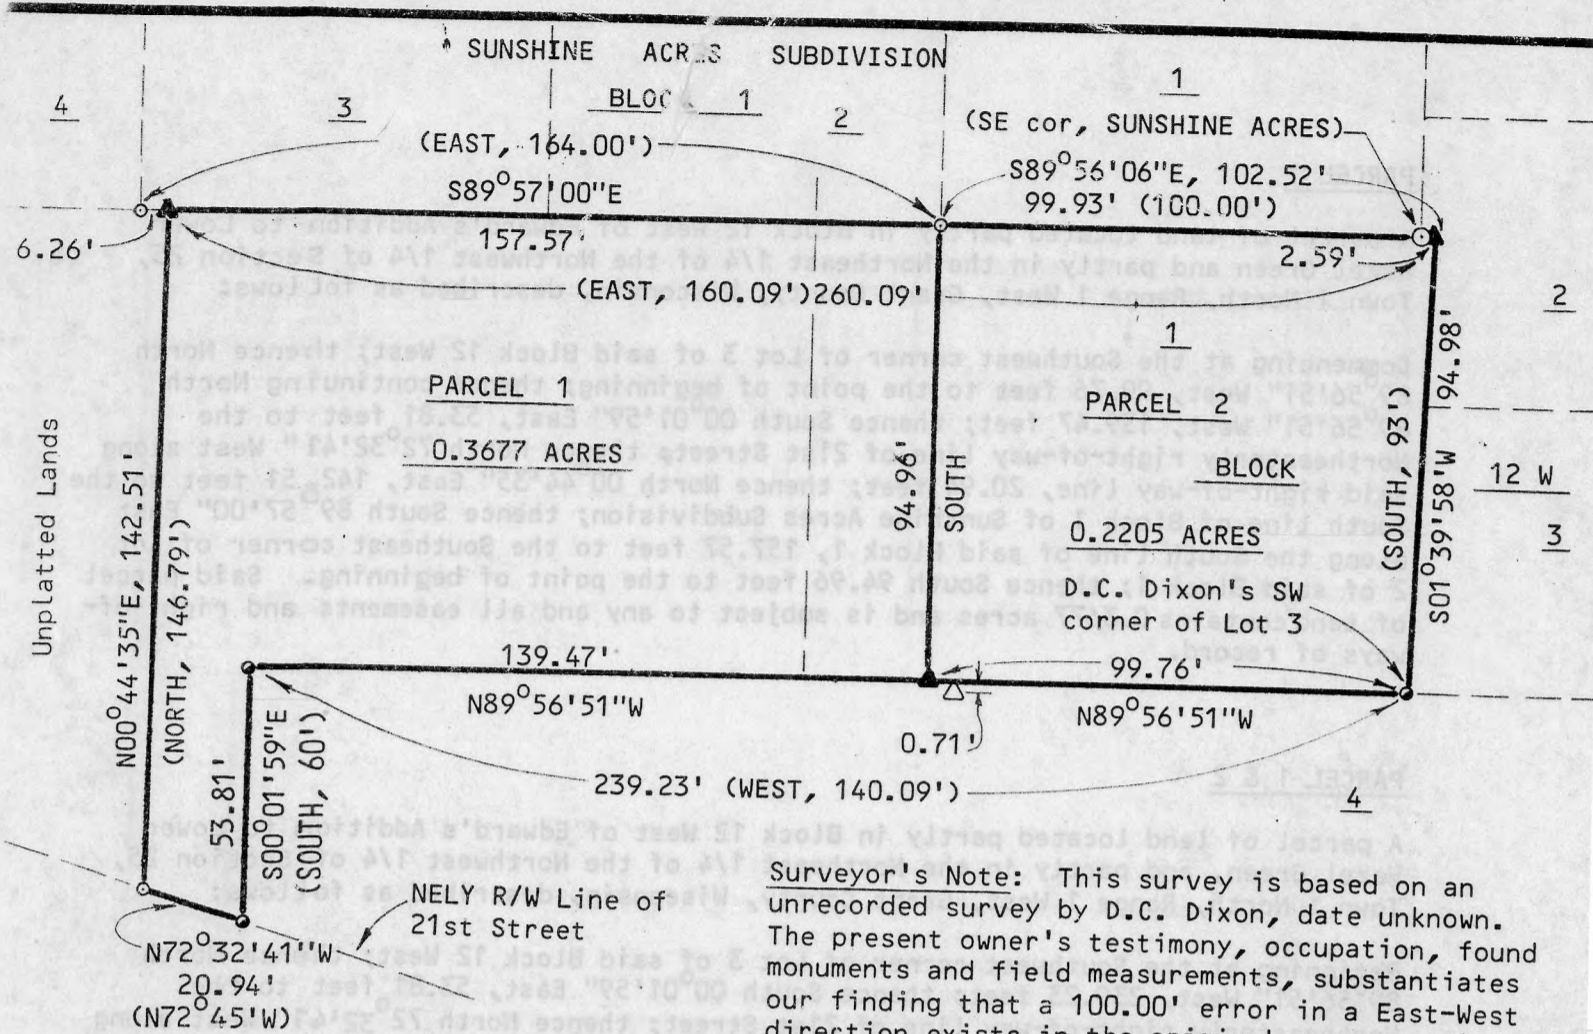 SUNSHINE ACRES SUBDIVISION
BLOC 1
4
3
2
1
(SE cor, SUNSHINE ACRES)
(EAST, 164.00')
S89°57'00"E
S89°56'06"E, 102.52'
99.93' (100.00')
6.26'
157.57'
2.59'
(EAST, 160.09')260.09'
2
1
PARCEL 1
0.3677 ACRES
PARCEL 2
BLOCK
12 W
0.2205 ACRES
3
Unplatted Lands
N00°44'35"E, 142.51
(NORTH, 146.79')
94.96'
SOUTH
94.98'
(SOUTH, 93')
S01°39'58"W
D.C. Dixon's SW
corner of Lot 3
139.47'
N89°56'51"W
99.76'
N89°56'51"W
0.71'
239.23' (WEST, 140.09')
4
53.81'
S00°01'59"E
(SOUTH, 60')
NELY R/W Line of
21st Street
N72°32'41"W
20.94'
(N72°45'W)
Surveyor's Note: This survey is based on an
unrecorded survey by D.C. Dixon, date unknown.
The present owner's testimony, occupation, found
monuments and field measurements, substantiates
our finding that a 100.00' error in a East-West
direction exists in the